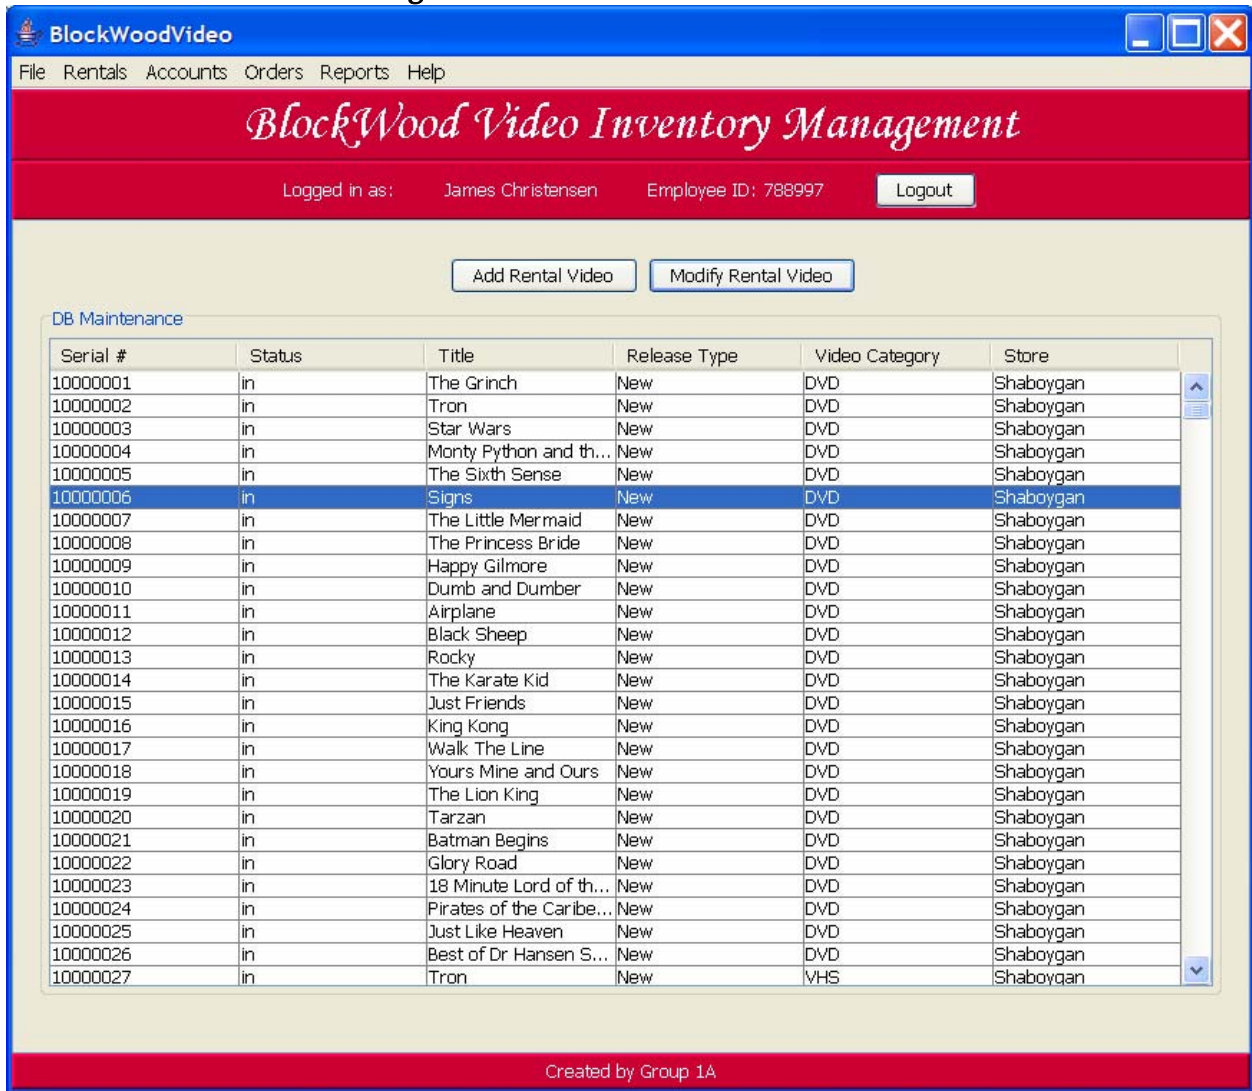 BlockWoodVideo
File Rentals Accounts Orders Reports Help
BlockWood Video Inventory Management
Logged in as: James Christensen Employee ID: 788997 Logout
Add Rental Video Modify Rental Video
DB Maintenance
Serial # Status Title Release Type Video Category Store
10000001 in The Grinch New DVD Shaboygan
10000002 in Tron New DVD Shaboygan
10000003 in Star Wars New DVD Shaboygan
10000004 in Monty Python and th... New DVD Shaboygan
10000005 in The Sixth Sense New DVD Shaboygan
10000006 in Signs New DVD Shaboygan
10000007 in The Little Mermaid New DVD Shaboygan
10000008 in The Princess Bride New DVD Shaboygan
10000009 in Happy Gilmore New DVD Shaboygan
10000010 in Dumb and Dumber New DVD Shaboygan
10000011 in Airplane New DVD Shaboygan
10000012 in Black Sheep New DVD Shaboygan
10000013 in Rocky New DVD Shaboygan
10000014 in The Karate Kid New DVD Shaboygan
10000015 in Just Friends New DVD Shaboygan
10000016 in King Kong New DVD Shaboygan
10000017 in Walk The Line New DVD Shaboygan
10000018 in Yours Mine and Ours New DVD Shaboygan
10000019 in The Lion King New DVD Shaboygan
10000020 in Tarzan New DVD Shaboygan
10000021 in Batman Begins New DVD Shaboygan
10000022 in Glory Road New DVD Shaboygan
10000023 in 18 Minute Lord of th... New DVD Shaboygan
10000024 in Pirates of the Caribe... New DVD Shaboygan
10000025 in Just Like Heaven New DVD Shaboygan
10000026 in Best of Dr Hansen S... New DVD Shaboygan
10000027 in Tron New VHS Shaboygan
Created by Group 1A